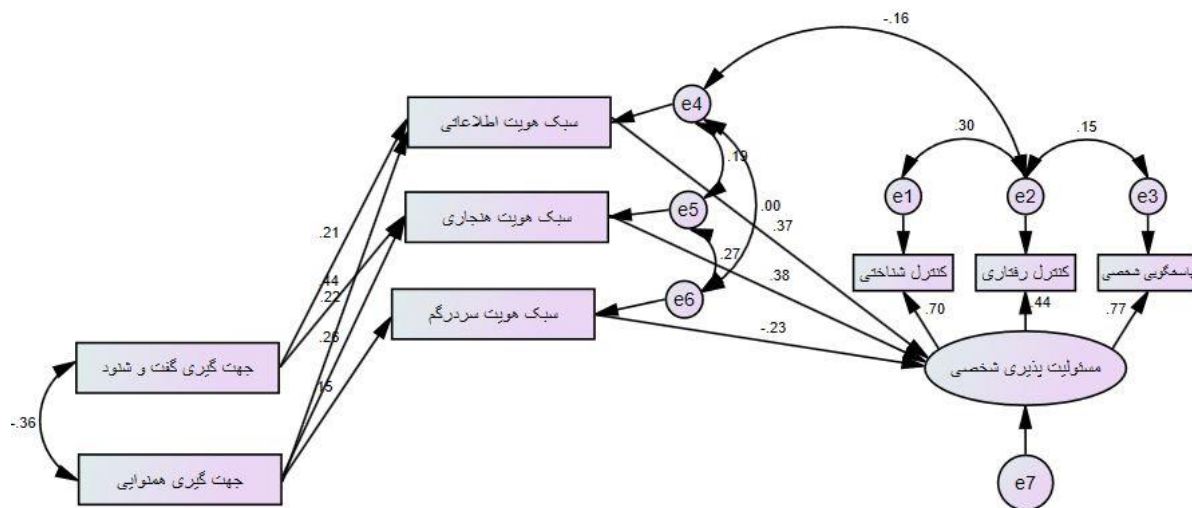 -.16
e4
سبک هویت اطلاعاتی
.30
.15
.19
e1
e2
e3
e5
سبک هویت هنجاری
.00
.37
.21
.27
کنترل شناختی
کنترل رفتاری
پاسخگویی شخصی
.44
.22
.38
e6
سبک هویت سردرگم
.70
.44
.77
.26
-.23
جهت گیری گفت و شنود
مسئولیت پذیری شخصی
.15
-.36
جهت گیری همنوایی
e7